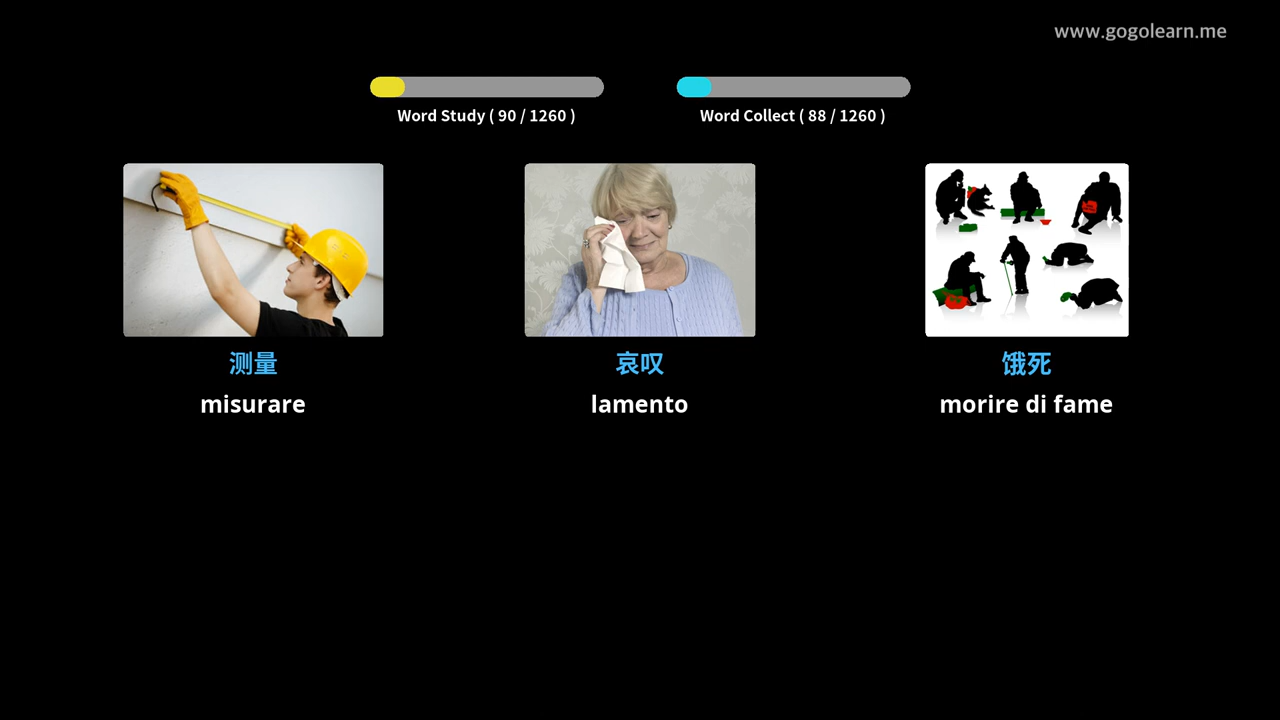 www.gogolearn.me
Word Study ( 90 / 1260 )
Word Collect ( 88 / 1260 )
测量
哀叹
饿死
misurare
lamento
morire di fame